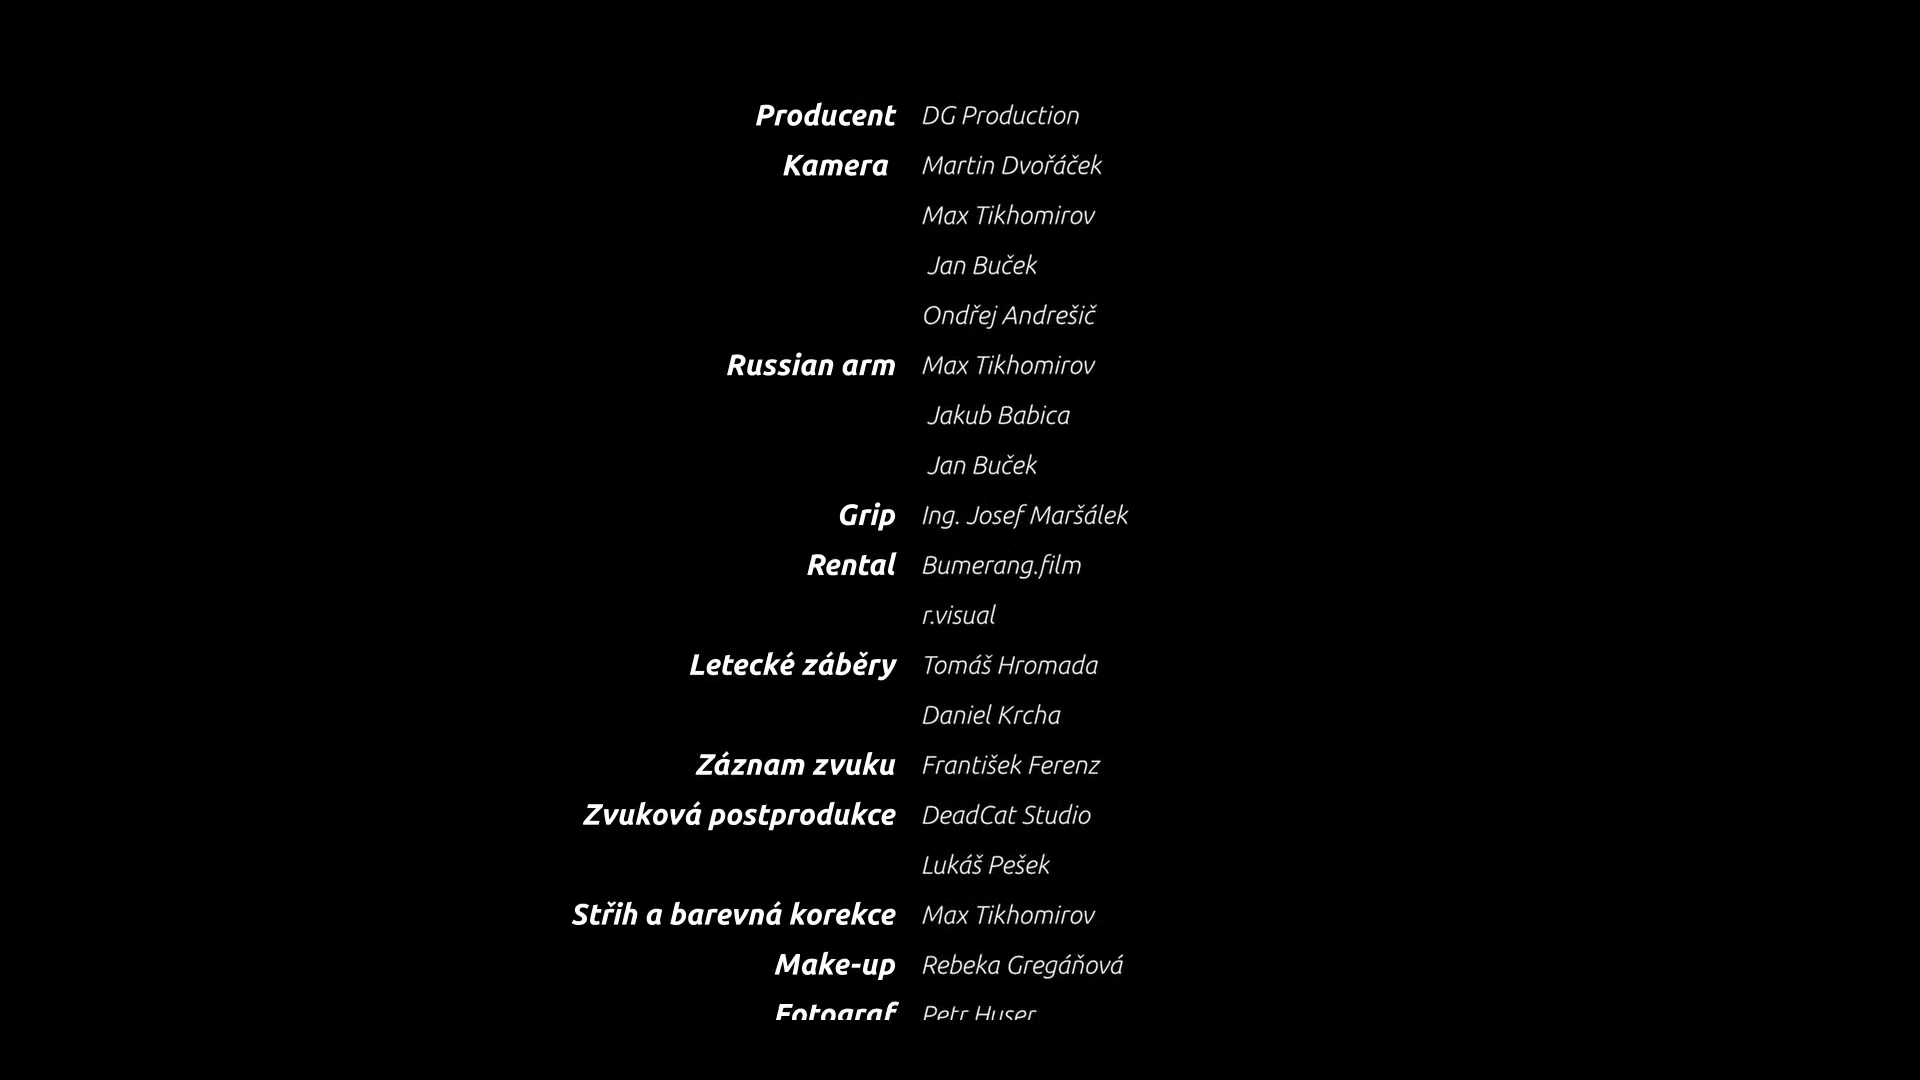 Producent DG Production
Kamera Martin Dvořáček
Max Tikhomirov
Jan Buček
Ondřej Andrešič
Russian arm Max Tikhomirov
Jakub Babica
Jan Buček
Grip Ing. Josef Maršálek
Rental Bumerang.film
r.visual
Letecké záběry Tomáš Hromada
Daniel Krcha
Záznam zvuku František Ferenz
Zvuková postprodukce DeadCat Studio
Lukáš Pešek
Střih a barevná korekce Max Tikhomirov
Make-up Rebeka Gregáňová
Fotograf Petr Huser